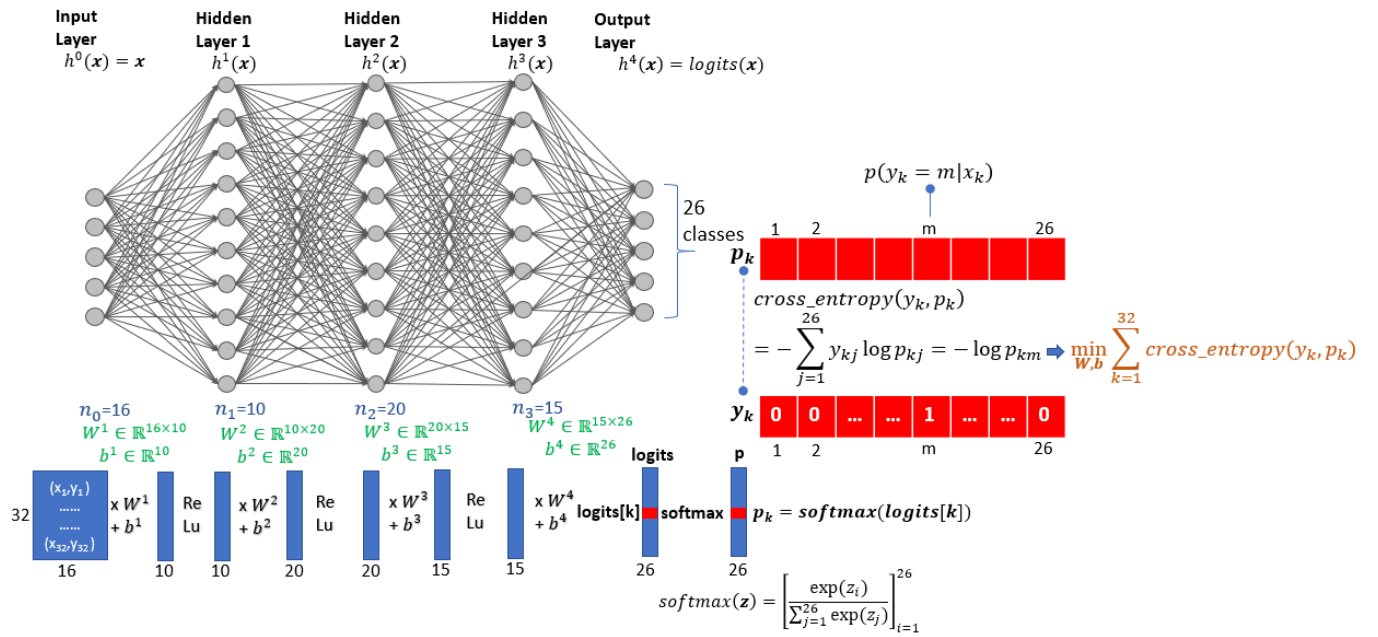 Input Layer
h⁰(x) = x
Hidden Layer 1
h¹(x)
Hidden Layer 2
h²(x)
Hidden Layer 3
h³(x)
Output Layer
h⁴(x) = logits(x)
26 classes
p(y_k = m|x_k)
1 2 m 26
p_k
cross_entropy(y_k, p_k)
= − ∑_{j=1}^{26} y_{kj} log p_{kj} = − log p_{km}
min_{W,b} ∑_{k=1}^{32} cross_entropy(y_k, p_k)
y_k 0 0 ... ... 1 ... ... 0
1 2 m 26
n₀=16
W¹ ∈ ℝ^{16×10}
b¹ ∈ ℝ^{10}
n₁=10
W² ∈ ℝ^{10×20}
b² ∈ ℝ^{20}
n₂=20
W³ ∈ ℝ^{20×15}
b³ ∈ ℝ^{15}
n₃=15
W⁴ ∈ ℝ^{15×26}
b⁴ ∈ ℝ^{26}
32
(x₁,y₁)
......
......
(x₃₂,y₃₂)
16
x W¹
+ b¹
10
Re
Lu
10
x W²
+ b²
20
Re
Lu
20
x W³
+ b³
15
Re
Lu
15
x W⁴
+ b⁴
logits
logits[k]
26
softmax
p
26
p_k = softmax(logits[k])
softmax(z) = [exp(z_i) / ∑_{j=1}^{26} exp(z_j)]_{i=1}^{26}